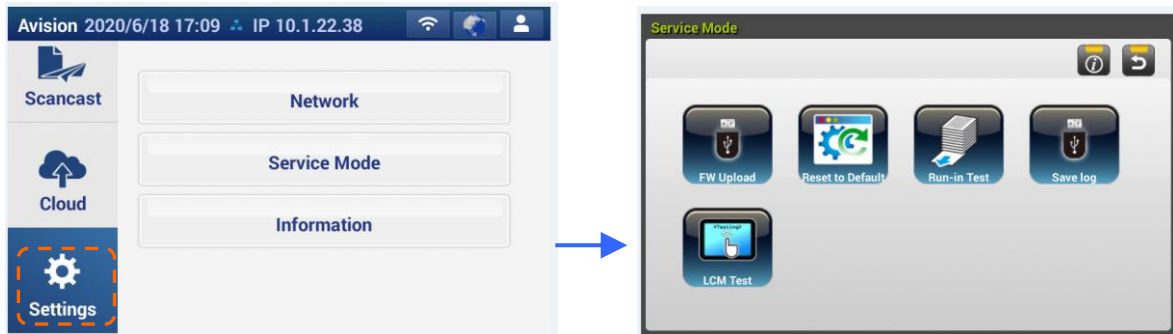 Avision 2020/6/18 17:09 IP 10.1.22.38
Scancast
Cloud
Settings
Network
Service Mode
Information
Service Mode
FW Upload
Reset to Default
Run-in Test
Save log
<Testing>
LCM Test